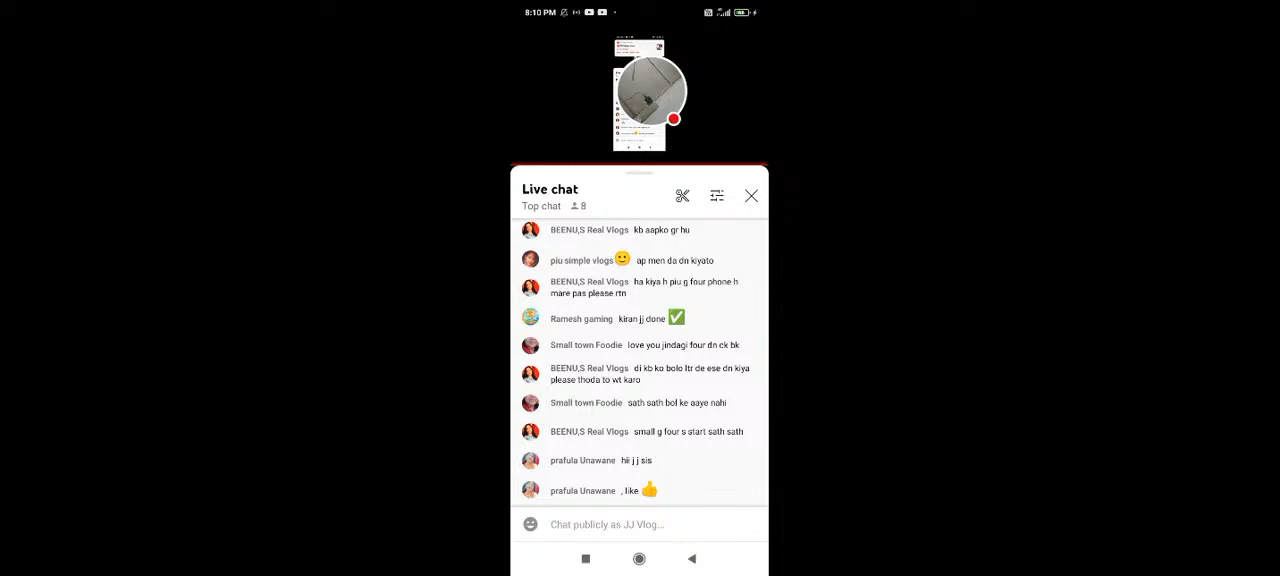 8:10 PM
Live chat
Top chat 8
BEENU,S Real Vlogs kb aapko gr hu
piu simple vlogs🙂 ap men da dn kiyato
BEENU,S Real Vlogs ha kiya h piu g four phone h
mare pas please rtn
Ramesh gaming kiran jj done ✅
Small town Foodie love you jindagi four dn ck bk
BEENU,S Real Vlogs di kb ko bolo ltr de ese dn kiya
please thoda to wt karo
Small town Foodie sath sath bol ke aaye nahi
BEENU,S Real Vlogs small g four s start sath sath
prafula Unawane hii j j sis
prafula Unawane , like 👍
Chat publicly as JJ Vlog...